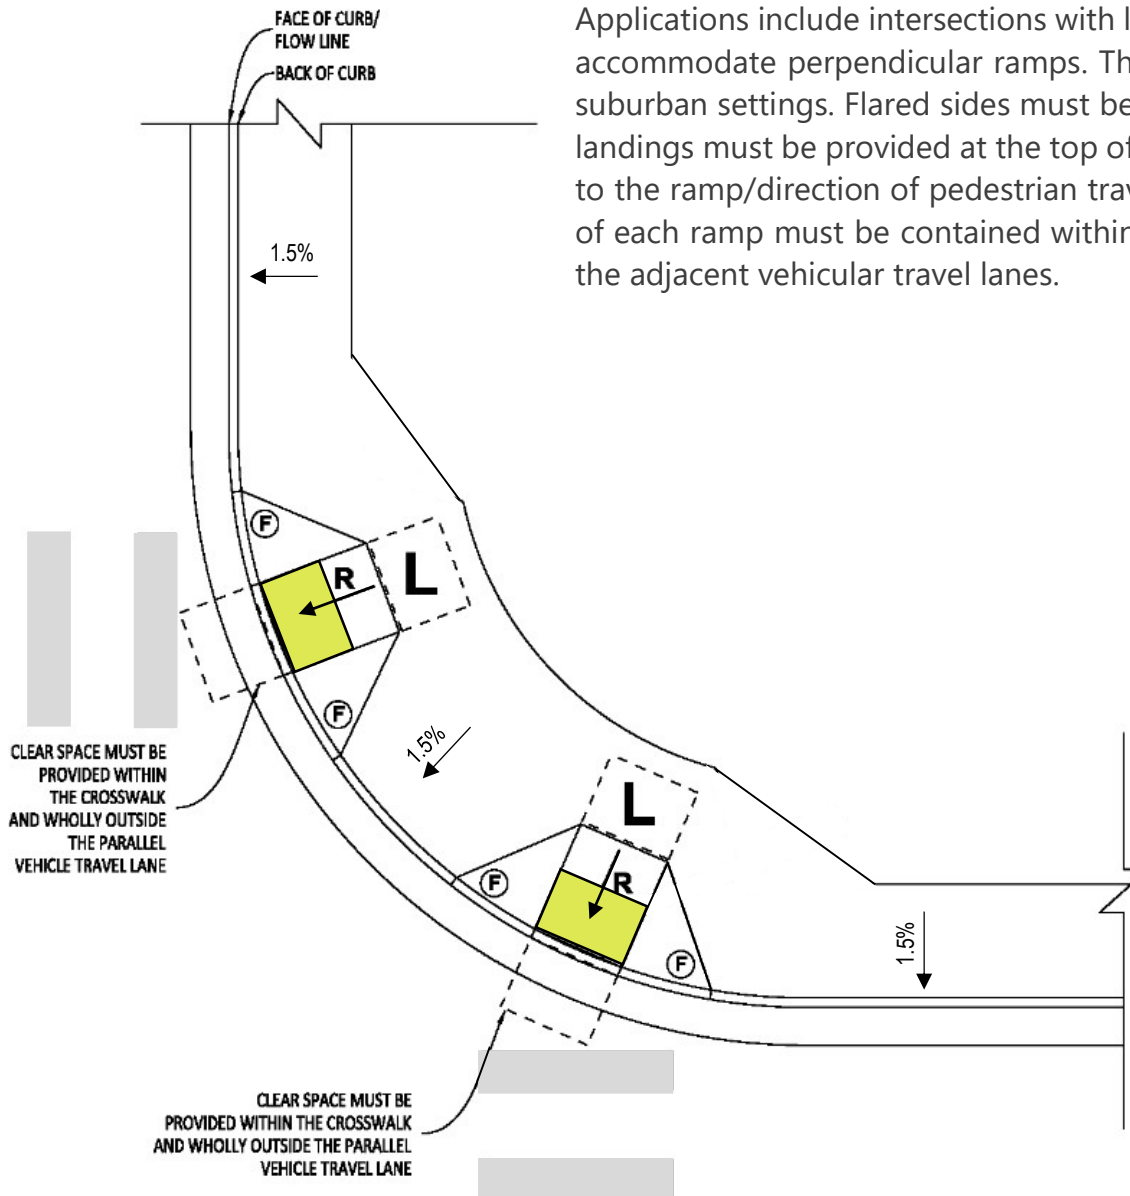 FACE OF CURB/
FLOW LINE
BACK OF CURB
Applications include intersections with
accommodate perpendicular ramps.
suburban settings. Flared sides must be
landings must be provided at the top of
to the ramp/direction of pedestrian
of each ramp must be contained within
the adjacent vehicular travel lanes.
1.5%
F
R
L
F
1.5%
CLEAR SPACE MUST BE
PROVIDED WITHIN
THE CROSSWALK
AND WHOLLY OUTSIDE
THE PARALLEL
VEHICLE TRAVEL LANE
L
F
R
F
1.5%
CLEAR SPACE MUST BE
PROVIDED WITHIN THE CROSSWALK
AND WHOLLY OUTSIDE THE PARALLEL
VEHICLE TRAVEL LANE